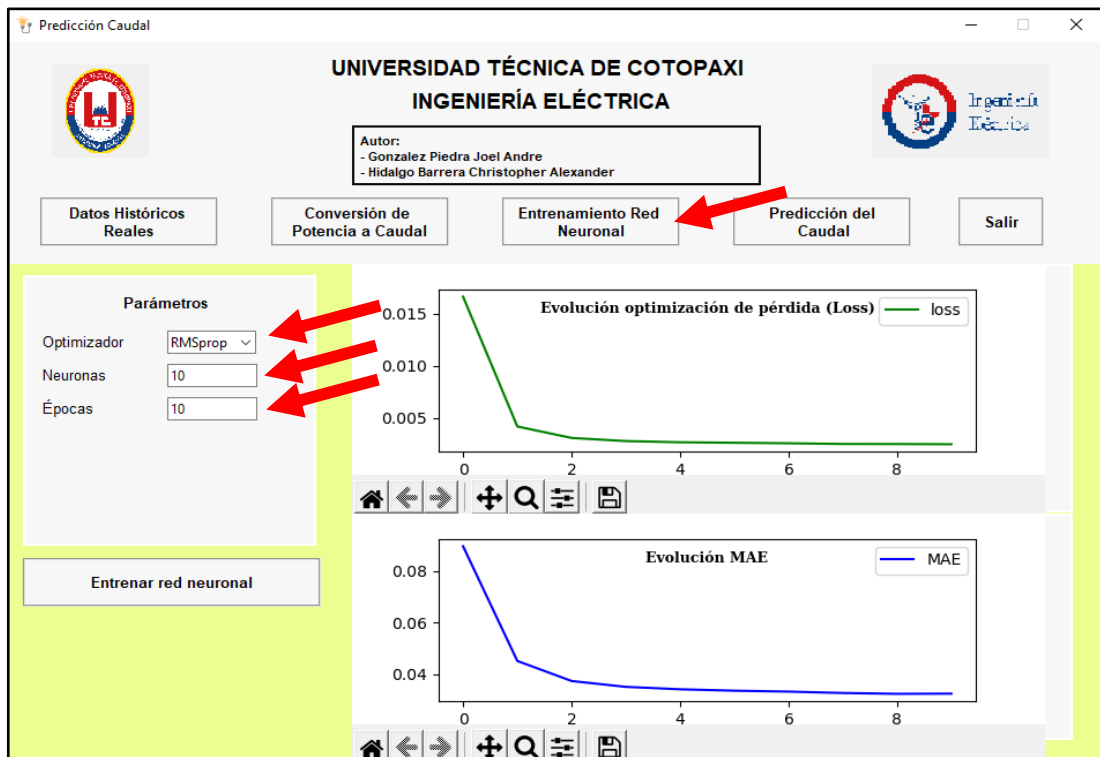 Predicción Caudal
UNIVERSIDAD TÉCNICA DE COTOPAXI
INGENIERÍA ELÉCTRICA
Autor:
- Gonzalez Piedra Joel Andre
- Hidalgo Barrera Christopher Alexander
Datos Históricos
Reales
Conversión de
Potencia a Caudal
Entrenamiento Red
Neuronal
Predicción del
Caudal
Salir
Parámetros
Optimizador RMSprop
Neuronas 10
Épocas 10
Entrenar red neuronal
Evolución optimización de pérdida (Loss)
loss
0.015
0.010
0.005
0 2 4 6 8
Evolución MAE
MAE
0.08
0.06
0.04
0 2 4 6 8